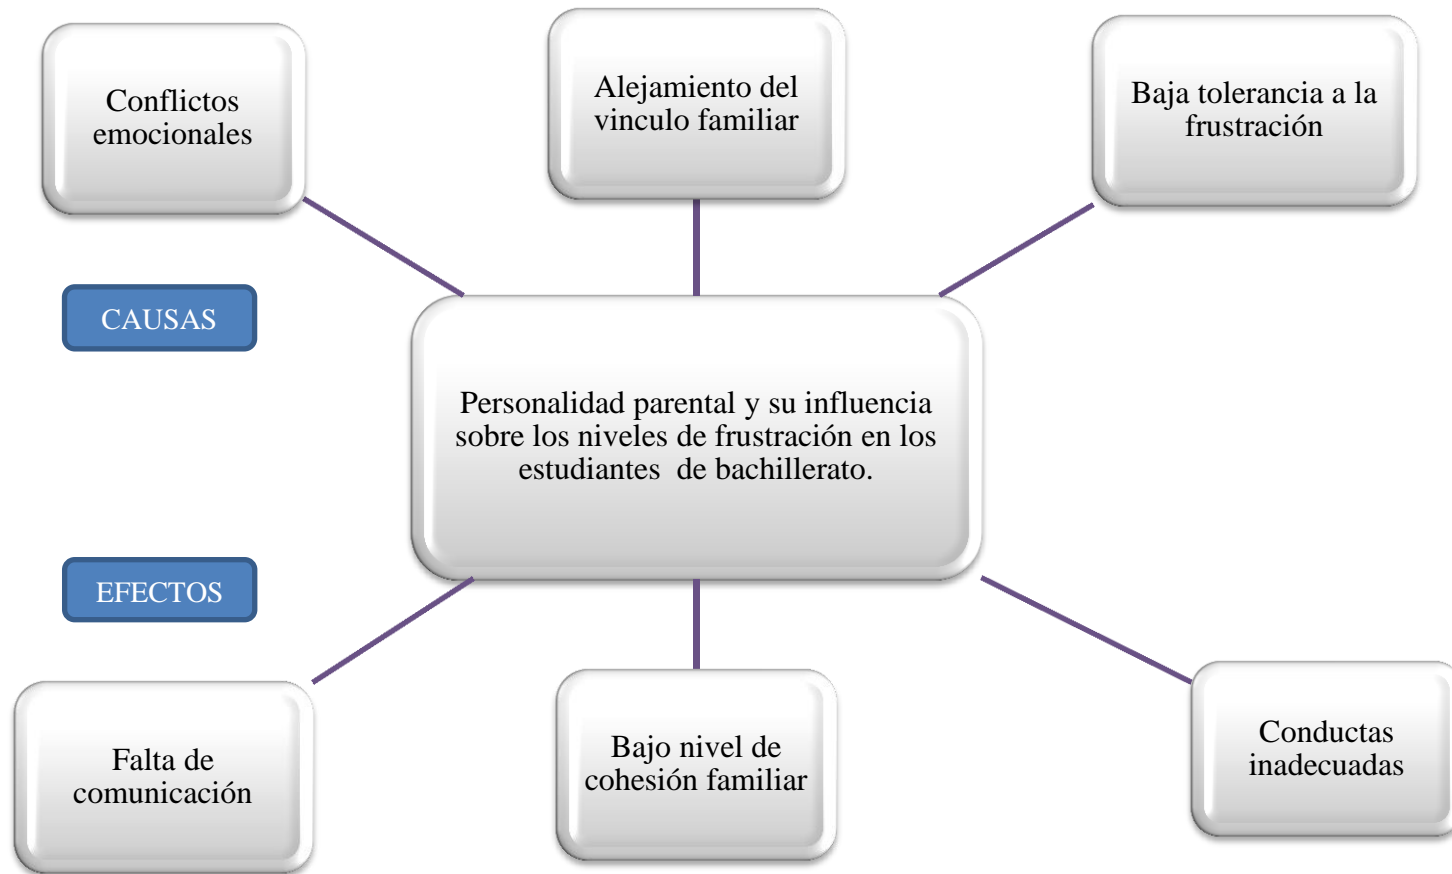 Conflictos
emocionales
Alejamiento del
vinculo familiar
Baja tolerancia a la
frustración
CAUSAS
Personalidad parental y su influencia
sobre los niveles de frustración en los
estudiantes de bachillerato.
EFECTOS
Falta de
comunicación
Bajo nivel de
cohesión familiar
Conductas
inadecuadas